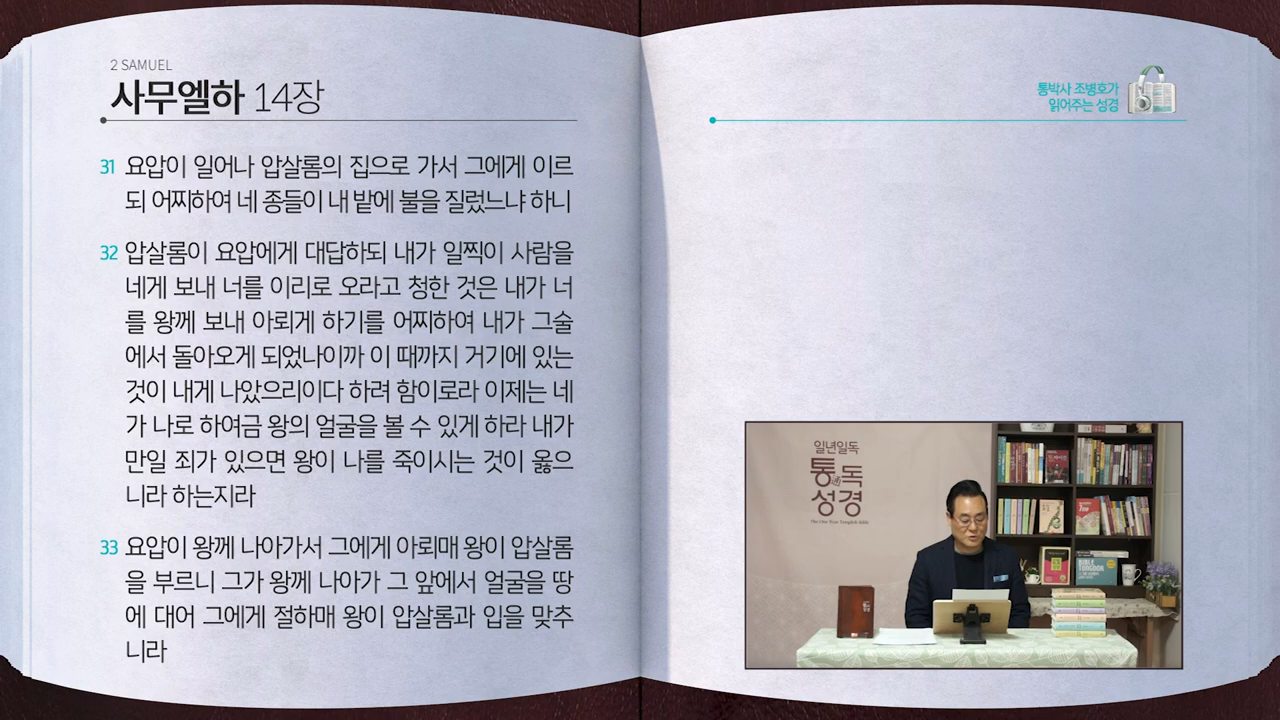 2 SAMUEL
사무엘하 14장
31 요압이 일어나 압살롬의 집으로 가서 그에게 이르
되 어찌하여 네 종들이 내 밭에 불을 질렀느냐 하니
32 압살롬이 요압에게 대답하되 내가 일찍이 사람을
네게 보내 너를 이리로 오라고 청한 것은 내가 너
를 왕께 보내 아뢰게 하기를 어찌하여 내가 그술
에서 돌아오게 되었나이까 이 때까지 거기에 있는
것이 내게 나았으리이다 하려 함이로라 이제는 네
가 나로 하여금 왕의 얼굴을 볼 수 있게 하라 내가
만일 죄가 있으면 왕이 나를 죽이시는 것이 옳으
니라 하는지라
33 요압이 왕께 나아가서 그에게 아뢰매 왕이 압살롬
을 부르니 그가 왕께 나아가 그 앞에서 얼굴을 땅
에 대어 그에게 절하매 왕이 압살롬과 입을 맞추
니라
통박사 조병호가
읽어주는 성경
일년일독
통독
성경
The One Year Tongdok Bible
BIBLE